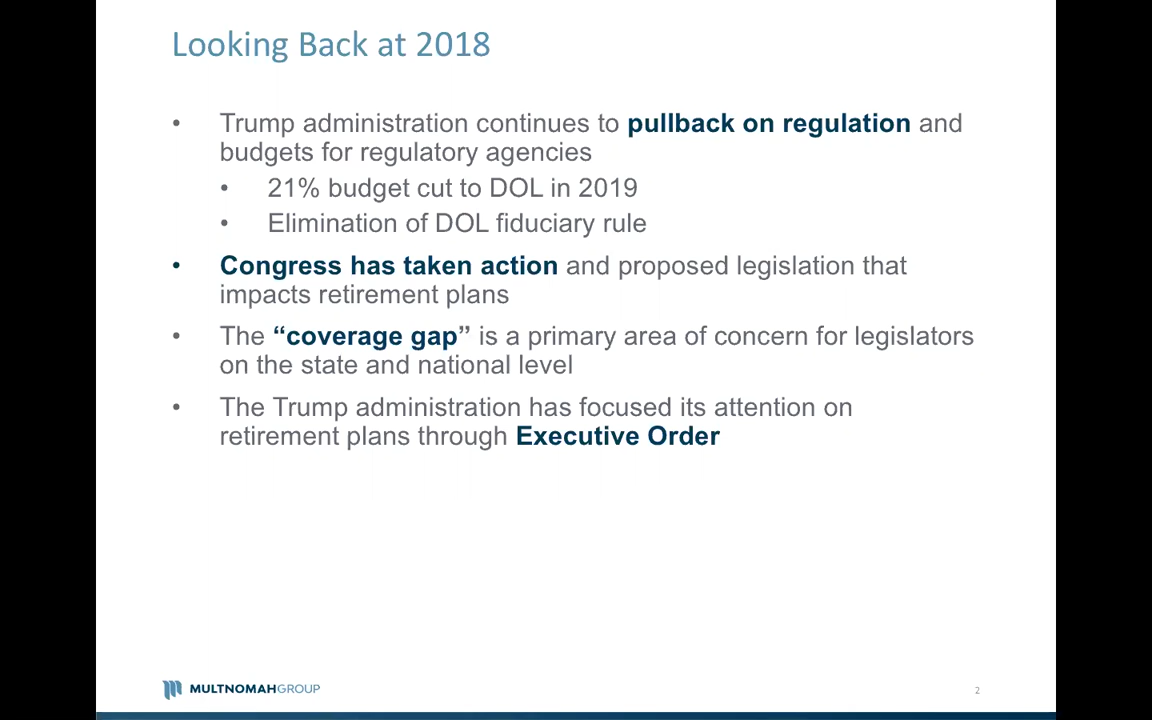 Looking Back at 2018
• Trump administration continues to pullback on regulation and
budgets for regulatory agencies
• 21% budget cut to DOL in 2019
• Elimination of DOL fiduciary rule
• Congress has taken action and proposed legislation that
impacts retirement plans
• The “coverage gap” is a primary area of concern for legislators
on the state and national level
• The Trump administration has focused its attention on
retirement plans through Executive Order
MULTNOMAHGROUP
2